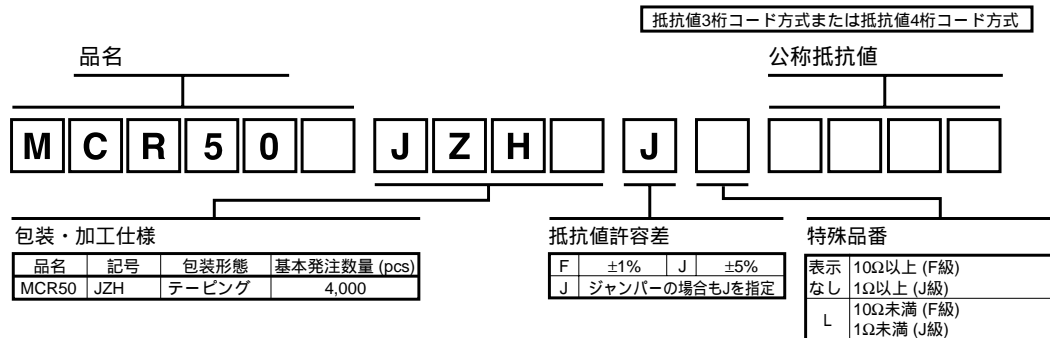 抵抗値3桁コード方式または抵抗値4桁コード方式
品名
公称抵抗値
M C R 5 0 J Z H J
包装・加工仕様
品名 記号 包装形態 基本発注数量 (pcs)
MCR50 JZH テーピング 4,000
抵抗値許容差
F ±1% J ±5%
J ジャンパーの場合もJを指定
特殊品番
表示 10Ω以上 (F級)
なし 1Ω以上 (J級)
L 10Ω未満 (F級)
1Ω未満 (J級)